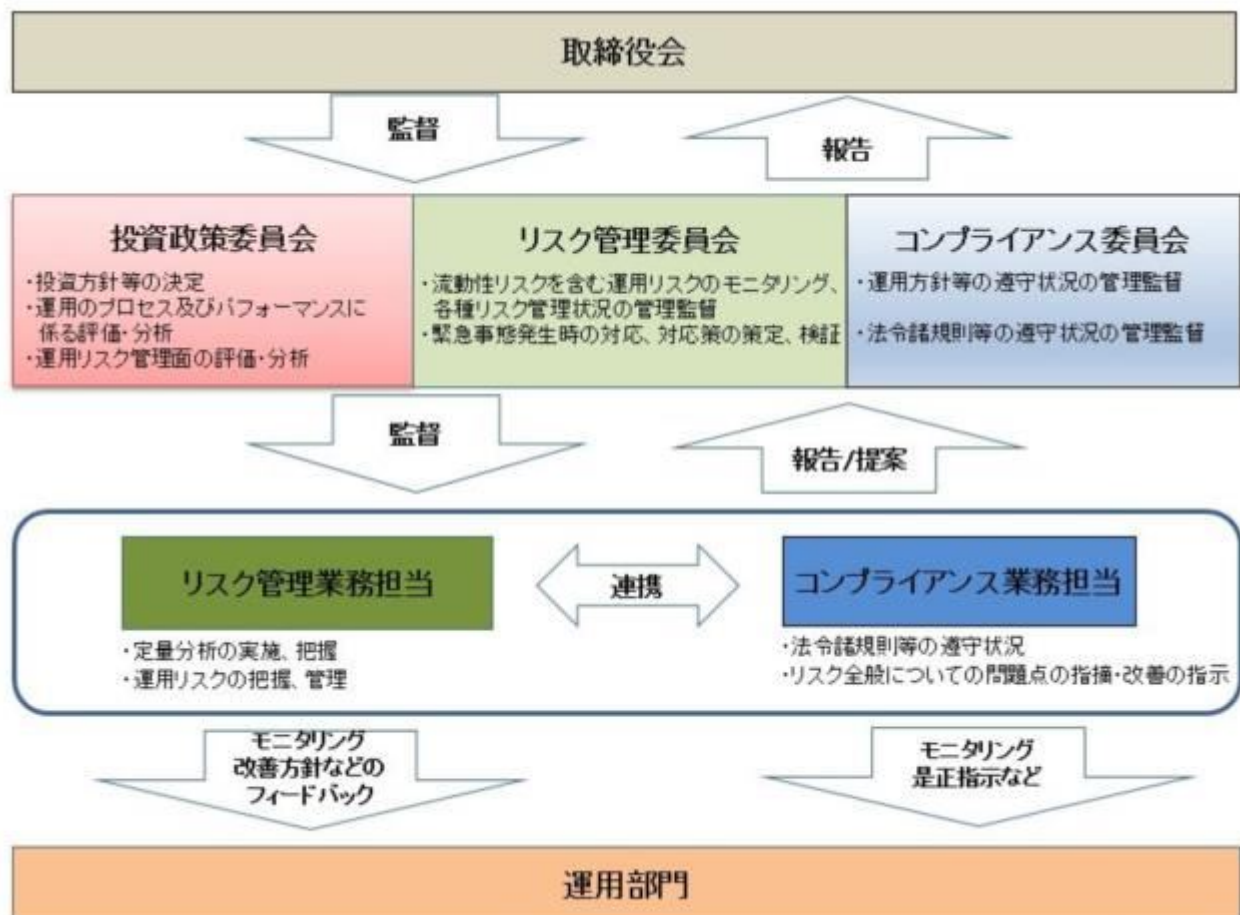 取締役会
監督
報告
投資政策委員会
・投資方針等の決定
・運用のプロセス及びパフォーマンスに
係る評価・分析
・運用リスク管理面の評価・分析
リスク管理委員会
・流動性リスクを含む運用リスクのモニタリング、
各種リスク管理状況の管理監督
・緊急事態発生時の対応、対応策の策定、検証
コンプライアンス委員会
・運用方針等の遵守状況の管理監督
・法令諸規則等の遵守状況の管理監督
監督
報告/提案
リスク管理業務担当
・定量分析の実施、把握
・運用リスクの把握、管理
連携
コンプライアンス業務担当
・法令諸規則等の遵守状況
・リスク全般についての問題点の指摘・改善の指示
モニタリング
改善方針などの
フィードバック
モニタリング
是正指示など
運用部門